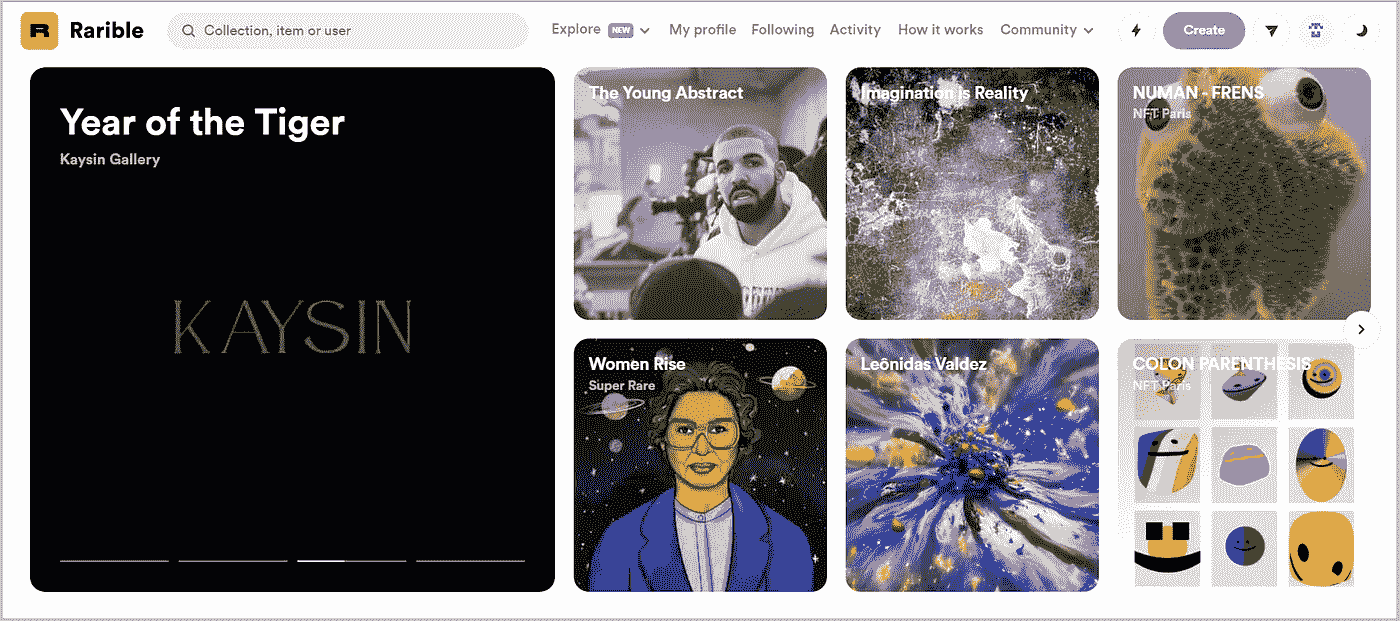 Rarible
Collection, item or user
Explore NEW
My profile
Following
Activity
How it works
Community
Create
Year of the Tiger
Kaysin Gallery
KAYSIN
The Young Abstract
Imagination is Reality
NUMAN - FRENS
NFT Paris
Women Rise
Super Rare
Leônidas Valdez
COLON PARENTHESIS
NFT Paris